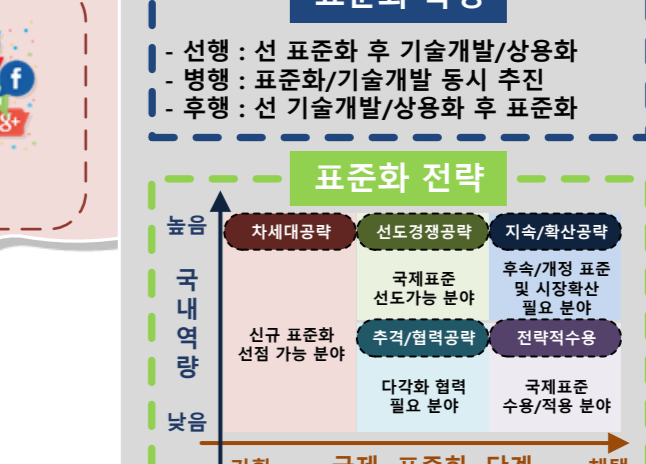 - 선행 : 선 표준화 후 기술개발/상용화
- 병행 : 표준화/기술개발 동시 추진
- 후행 : 선 기술개발/상용화 후 표준화
표준화 전략
높음
국내역량
낮음
차세대공략
신규 표준화
선점 가능 분야
선도경쟁공략
국제표준
선도가능 분야
지속/확산공략
후속/개정 표준
및 시장확산
필요 분야
추격/협력공략
다각화 협력
필요 분야
전략적수용
국제표준
수용/적용 분야
f
g+